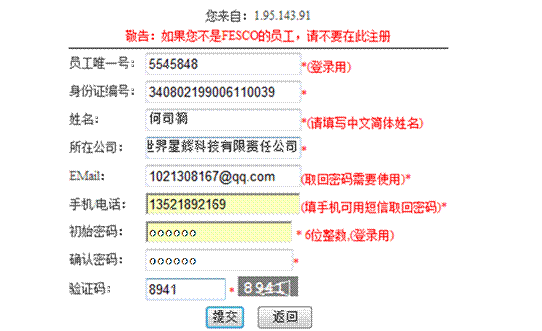 您来自：1.95.143.91
敬告：如果您不是FESCO的员工，请不要在此注册
员工唯一号： 5545848 *(登录用)
身份证编号： 340802199006110039 *
姓名： 何司 *(请填写中文简体姓名)
所在公司： 世界星辉科技有限责任公司 *
EMail： 1021308167@qq.com (取回密码需要使用)*
手机电话： 13521892169 (填手机可用短信取回密码)*
初始密码： oooooo * 6位整数,(登录用)
确认密码： oooooo *
验证码： 8941 * 8941
提交 返回